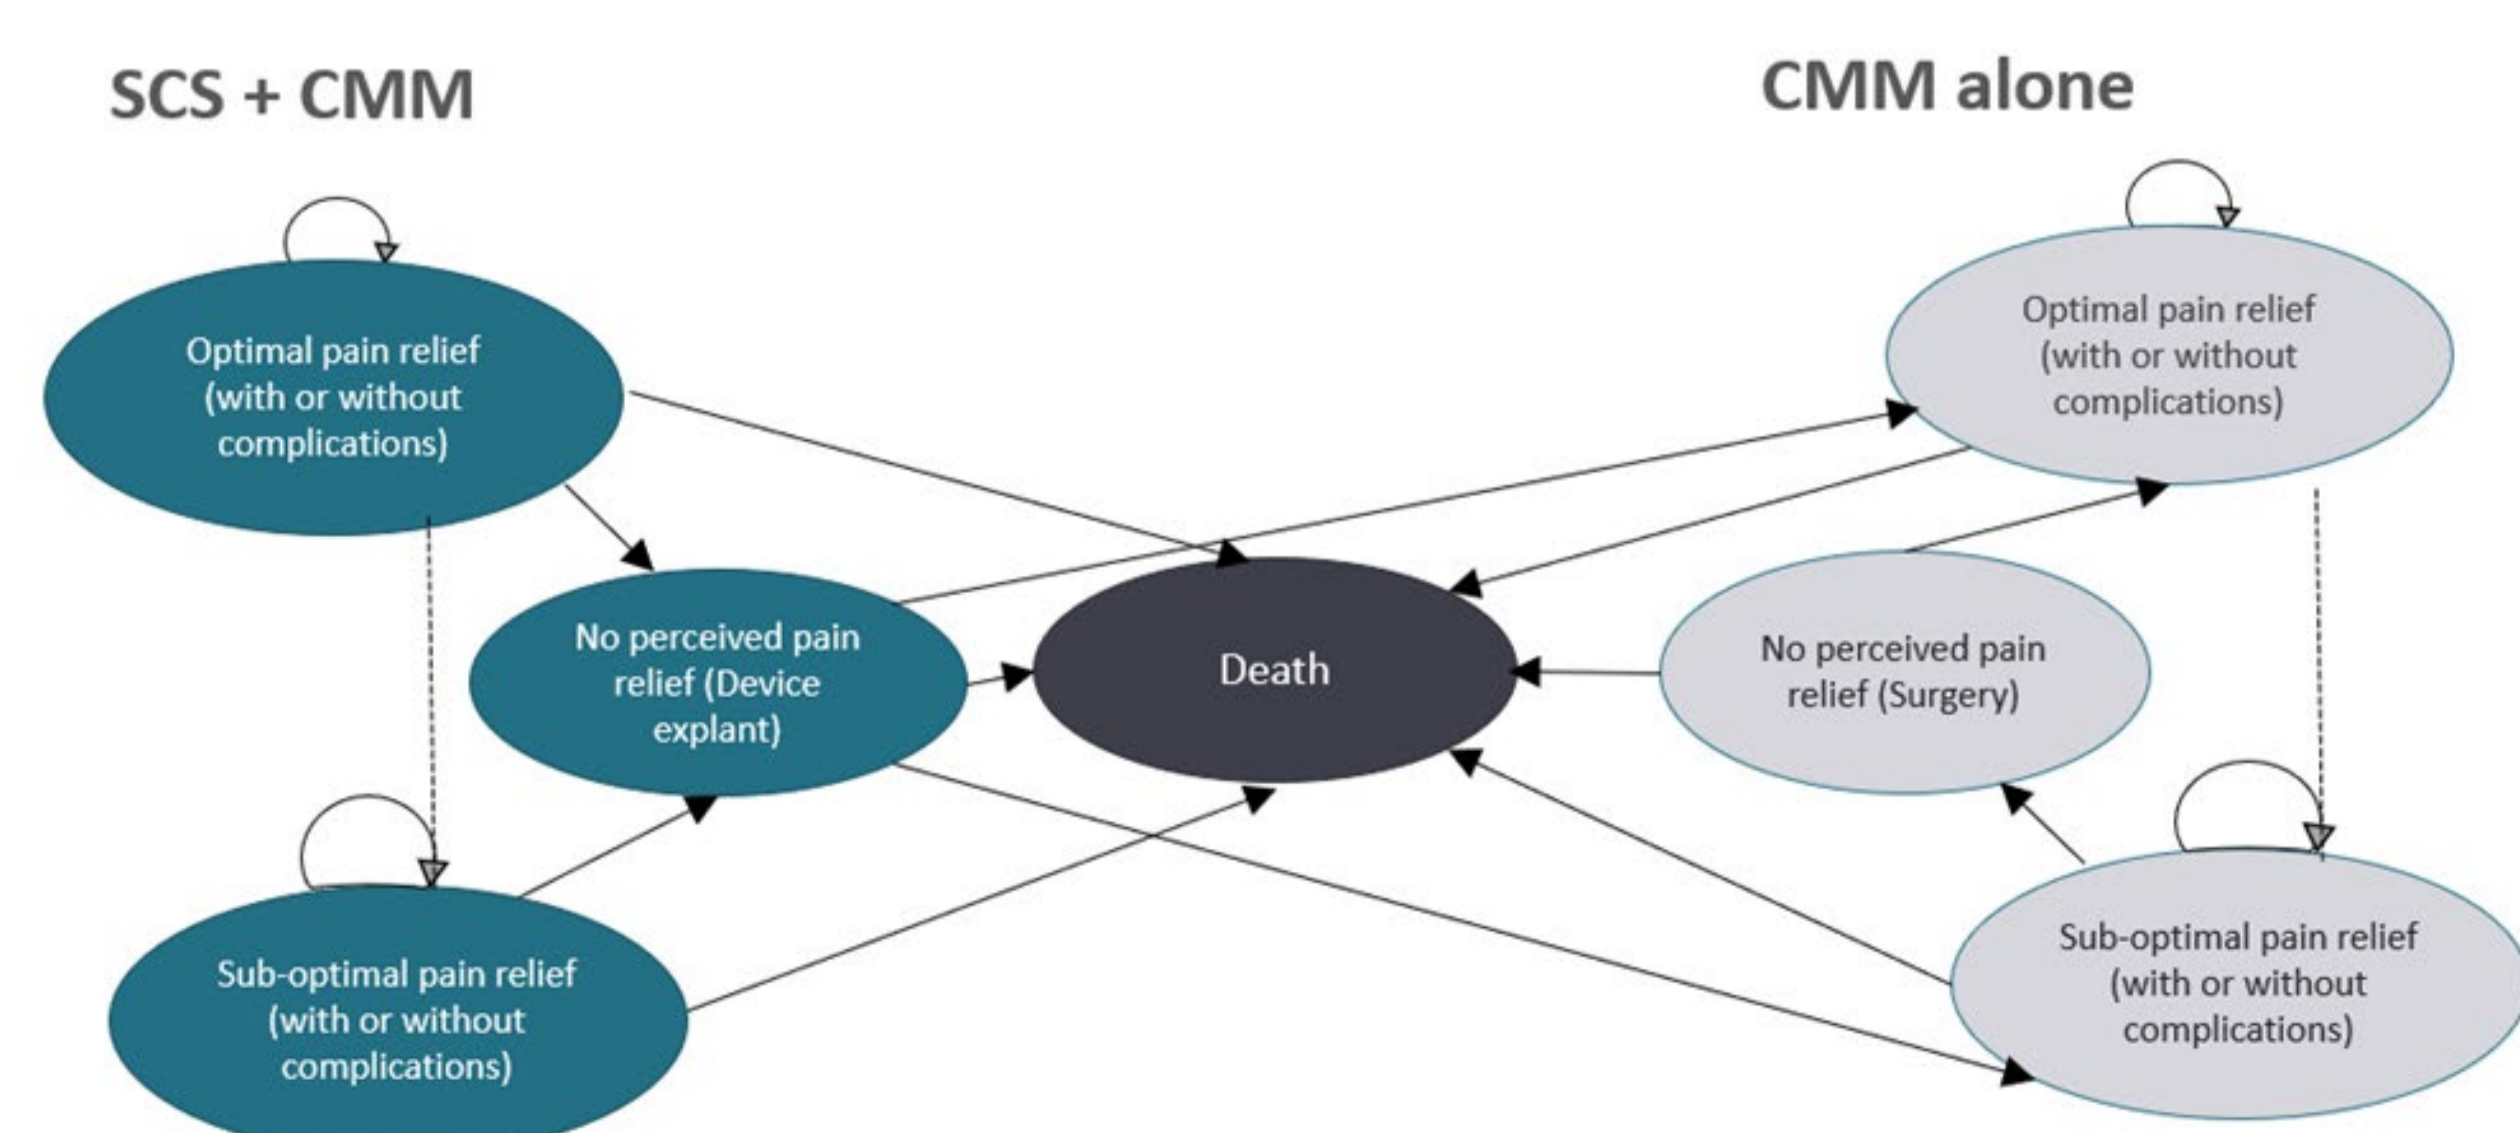 SCS + CMM
CMM alone
Optimal pain relief
(with or without
complications)
Optimal pain relief
(with or without
complications)
No perceived pain
relief (Device
explant)
Death
No perceived pain
relief (Surgery)
Sub-optimal pain relief
(with or without
complications)
Sub-optimal pain relief
(with or without
complications)